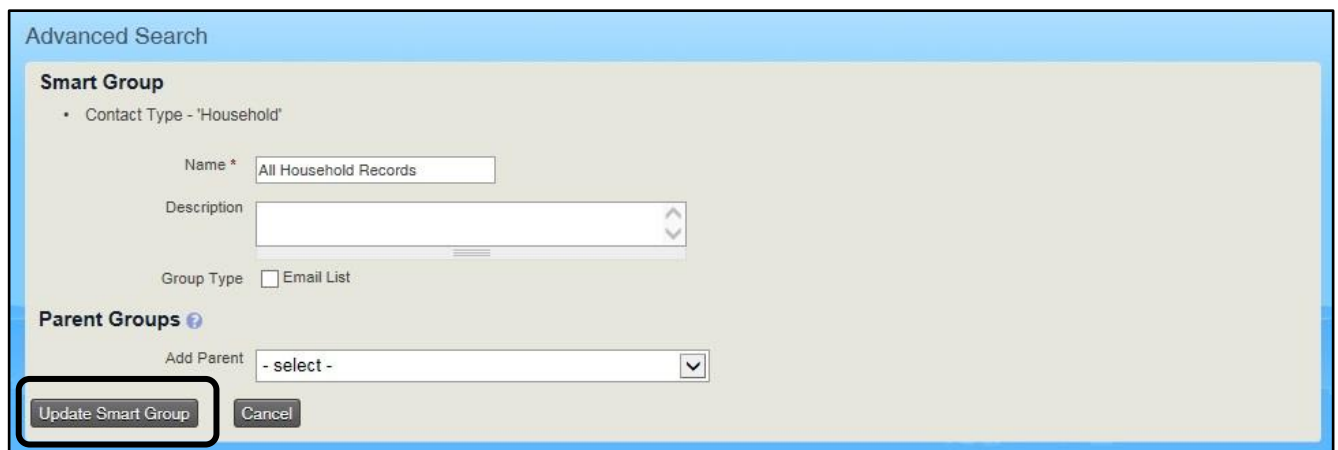 Advanced Search
Smart Group
• Contact Type - 'Household'
Name * All Household Records
Description
Group Type Email List
Parent Groups ?
Add Parent - select -
Update Smart Group Cancel